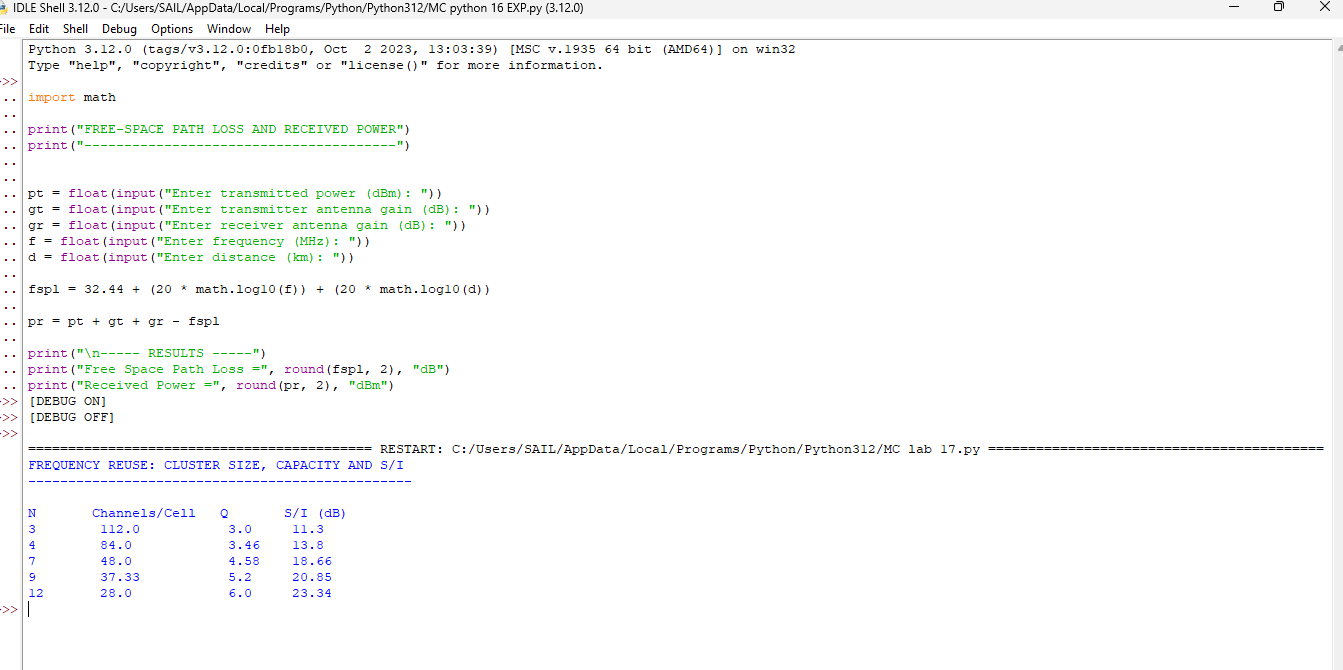 IDLE Shell 3.12.0 - C:/Users/SAIL/AppData/Local/Programs/Python/Python312/MC python 16 EXP.py (3.12.0)
File Edit Shell Debug Options Window Help
Python 3.12.0 (tags/v3.12.0:0fb18b0, Oct  2 2023, 13:03:39) [MSC v.1935 64 bit (AMD64)] on win32
Type "help", "copyright", "credits" or "license()" for more information.
>>>
... import math
...
... print("FREE-SPACE PATH LOSS AND RECEIVED POWER")
... print("---------------------------------------")
...
...
... pt = float(input("Enter transmitted power (dBm): "))
... gt = float(input("Enter transmitter antenna gain (dB): "))
... gr = float(input("Enter receiver antenna gain (dB): "))
... f = float(input("Enter frequency (MHz): "))
... d = float(input("Enter distance (km): "))
...
... fspl = 32.44 + (20 * math.log10(f)) + (20 * math.log10(d))
...
... pr = pt + gt + gr - fspl
...
... print("\n----- RESULTS -----")
... print("Free Space Path Loss =", round(fspl, 2), "dB")
... print("Received Power =", round(pr, 2), "dBm")
>>> [DEBUG ON]
>>> [DEBUG OFF]
>>>
=========================================== RESTART: C:/Users/SAIL/AppData/Local/Programs/Python/Python312/MC lab 17.py ==========================================
FREQUENCY REUSE: CLUSTER SIZE, CAPACITY AND S/I
------------------------------------------------
N Channels/Cell Q S/I (dB)
3 112.0 3.0 11.3
4 84.0 3.46 13.8
7 48.0 4.58 18.66
9 37.33 5.2 20.85
12 28.0 6.0 23.34
>>>